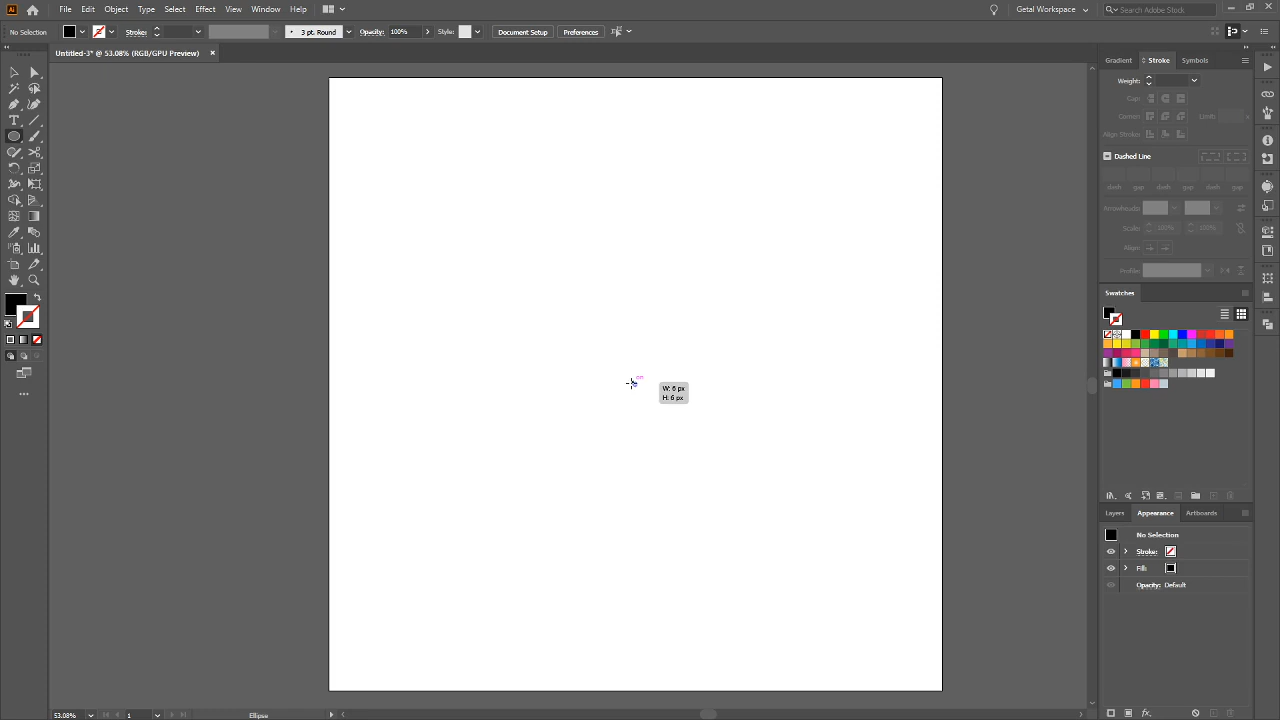 Ai File Edit Object Type Select Effect View Window Help Getal Workspace Search Adobe Stock
No Selection Stroke: 3 pt. Round Opacity: 100% Style: Document Setup Preferences
Untitled-3* @ 53.08% (RGB/GPU Preview) ×
Gradient Stroke Symbols
Weight:
Cap:
Corner: Limit:
Align Stroke:
Dashed Line
dash gap dash gap dash gap
Arrowheads:
Scale: 100% 100%
Align:
Profile:
Swatches
W: 6 px
H: 6 px
Layers Appearance Artboards
No Selection
Stroke:
Fill:
Opacity: Default
fx
53.08% 1 Ellipse